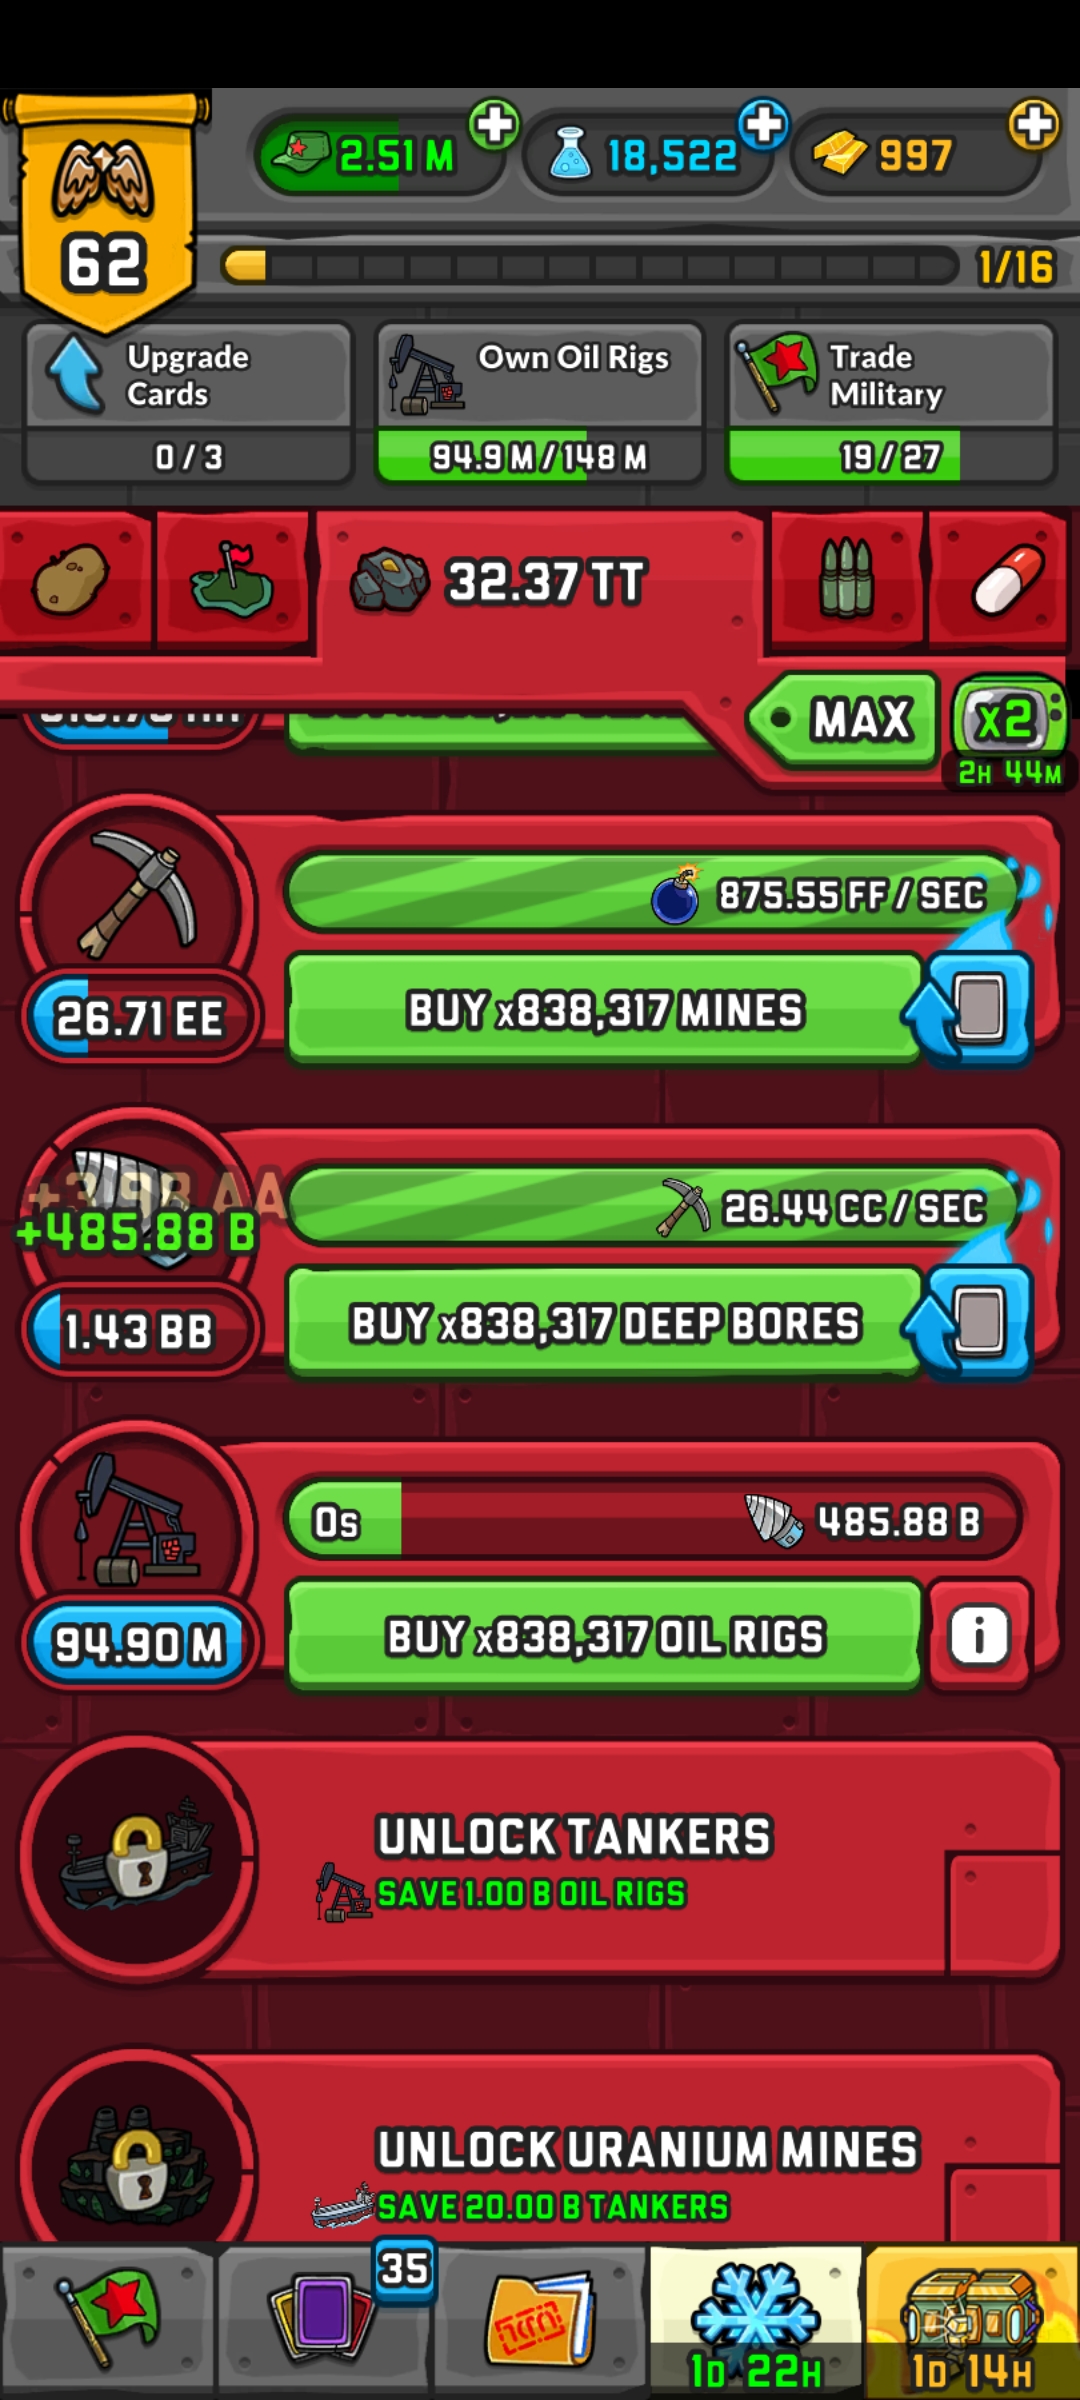 2.51 M
18,522
997
62
1/16
Upgrade
Cards
0 / 3
Own Oil Rigs
94.9 M / 148 M
Trade
Military
19 / 27
32.37 TT
MAX
x2
2H 44M
875.55 FF / SEC
26.71 EE
BUY x838,317 MINES
+3.98 AA
+485.88 B
26.44 CC / SEC
1.43 BB
BUY x838,317 DEEP BORES
0s
485.88 B
94.90 M
BUY x838,317 OIL RIGS
i
UNLOCK TANKERS
SAVE 1.00 B OIL RIGS
UNLOCK URANIUM MINES
SAVE 20.00 B TANKERS
35
1D 22H
1D 14H